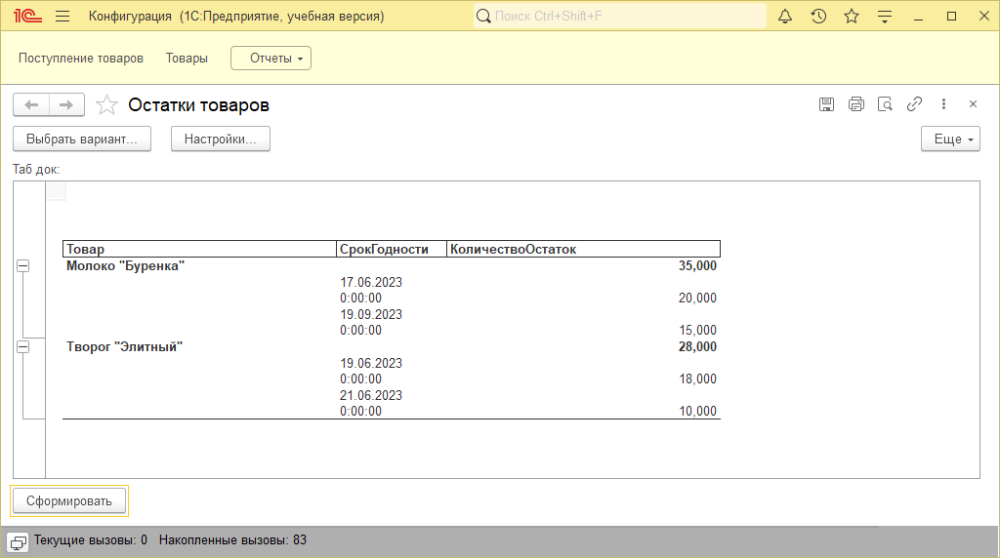 1С Конфигурация (1С:Предприятие, учебная версия) Поиск Ctrl+Shift+F
Поступление товаров Товары Отчеты
Остатки товаров
Выбрать вариант... Настройки... Еще
Таб док:
Товар СрокГодности КоличествоОстаток
Молоко "Буренка" 35,000
17.06.2023
0:00:00 20,000
19.09.2023
0:00:00 15,000
Творог "Элитный" 28,000
19.06.2023
0:00:00 18,000
21.06.2023
0:00:00 10,000
Сформировать
Текущие вызовы: 0 Накопленные вызовы: 83